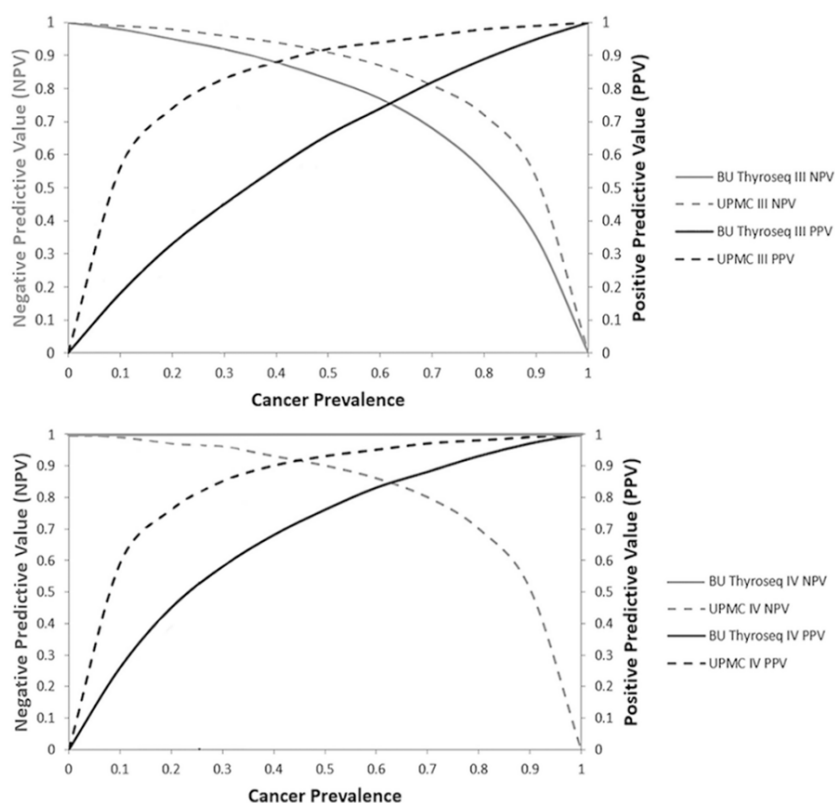 Negative Predictive Value (NPV)
1
0.9
0.8
0.7
0.6
0.5
0.4
0.3
0.2
0.1
0
0 0.1 0.2 0.3 0.4 0.5 0.6 0.7 0.8 0.9 1
Cancer Prevalence
1
0.9
0.8
0.7
0.6
0.5
0.4
0.3
0.2
0.1
0
Positive Predictive Value (PPV)
BU Thyroseq III NPV
UPMC III NPV
BU Thyroseq III PPV
UPMC III PPV
Negative Predictive Value (NPV)
1
0.9
0.8
0.7
0.6
0.5
0.4
0.3
0.2
0.1
0
0 0.1 0.2 0.3 0.4 0.5 0.6 0.7 0.8 0.9 1
Cancer Prevalence
1
0.9
0.8
0.7
0.6
0.5
0.4
0.3
0.2
0.1
0
Positive Predictive Value (PPV)
BU Thyroseq IV NPV
UPMC IV NPV
BU Thyroseq IV PPV
UPMC IV PPV